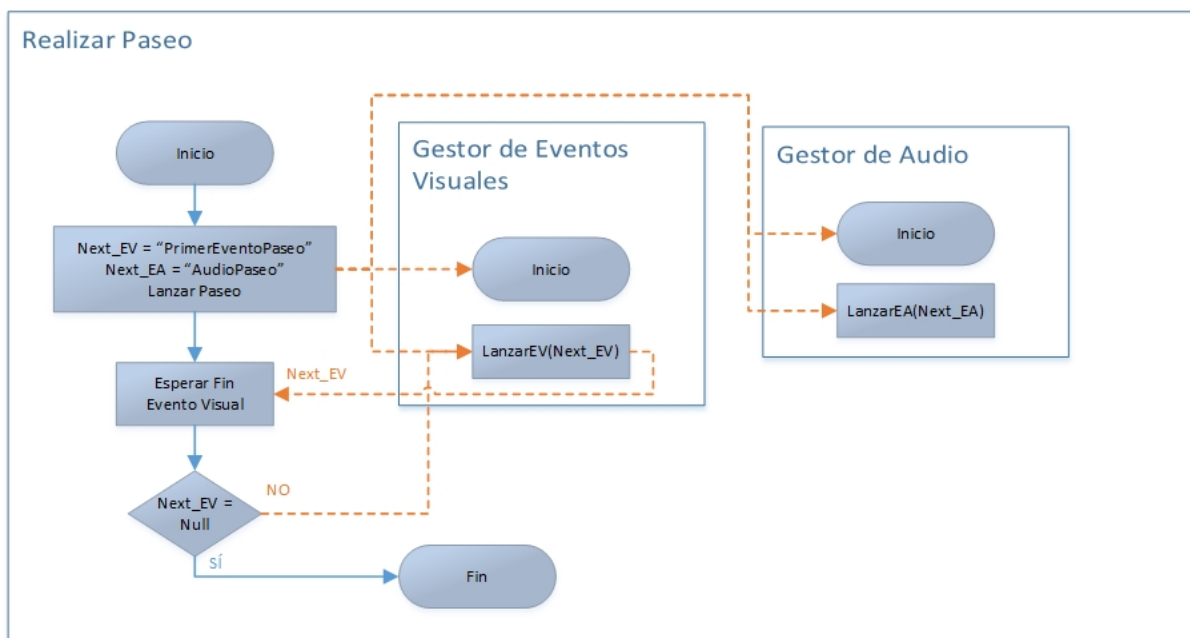 Realizar Paseo
Inicio
Next_EV = “PrimerEventoPaseo”
Next_EA = “AudioPaseo”
Lanzar Paseo
Esperar Fin
Evento Visual
Next_EV =
Null
NO
SÍ
Fin
Next_EV
Gestor de Eventos
Visuales
Inicio
LanzarEV(Next_EV)
Gestor de Audio
Inicio
LanzarEA(Next_EA)